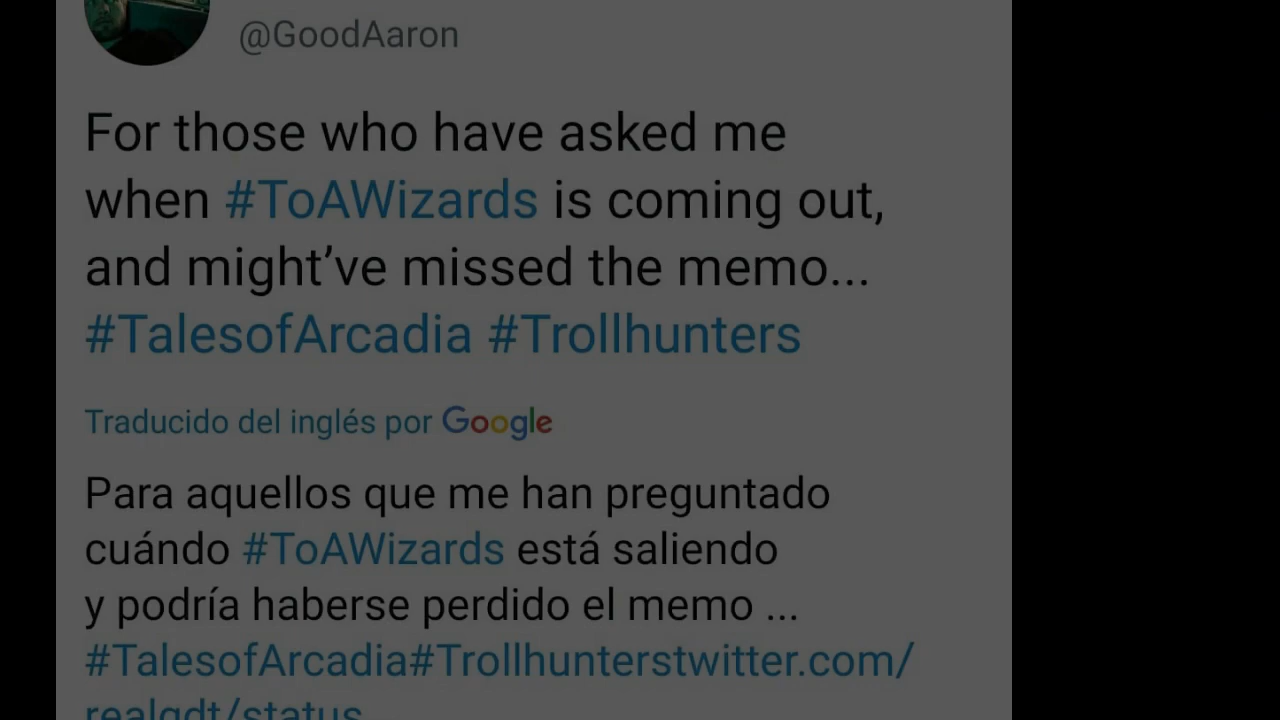 @GoodAaron
For those who have asked me
when #ToAWizards is coming out,
and might’ve missed the memo...
#TalesofArcadia #Trollhunters
Traducido del inglés por Google
Para aquellos que me han preguntado
cuándo #ToAWizards está saliendo
y podría haberse perdido el memo ...
#TalesofArcadia#Trollhunterstwitter.com/
realgdt/status